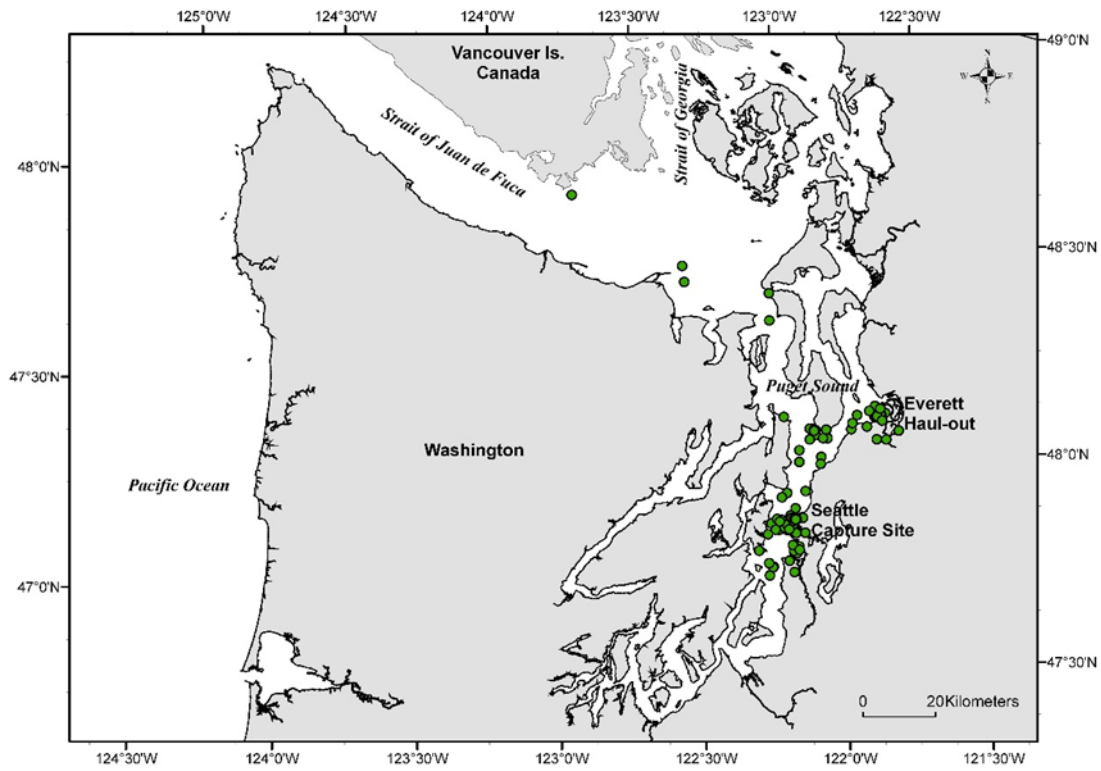 125°0'W 124°30'W 124°0'W 123°30'W 123°0'W 122°30'W
49°0'N
Vancouver Is.
Canada
N
W E
S
Strait of Georgia
Strait of Juan de Fuca
48°0'N
48°30'N
47°30'N
Puget Sound
Everett
Haul-out
Washington
48°0'N
Pacific Ocean
Seattle
Capture Site
47°0'N
47°30'N
0 20Kilometers
124°30'W 124°0'W 123°30'W 123°0'W 122°30'W 122°0'W 121°30'W